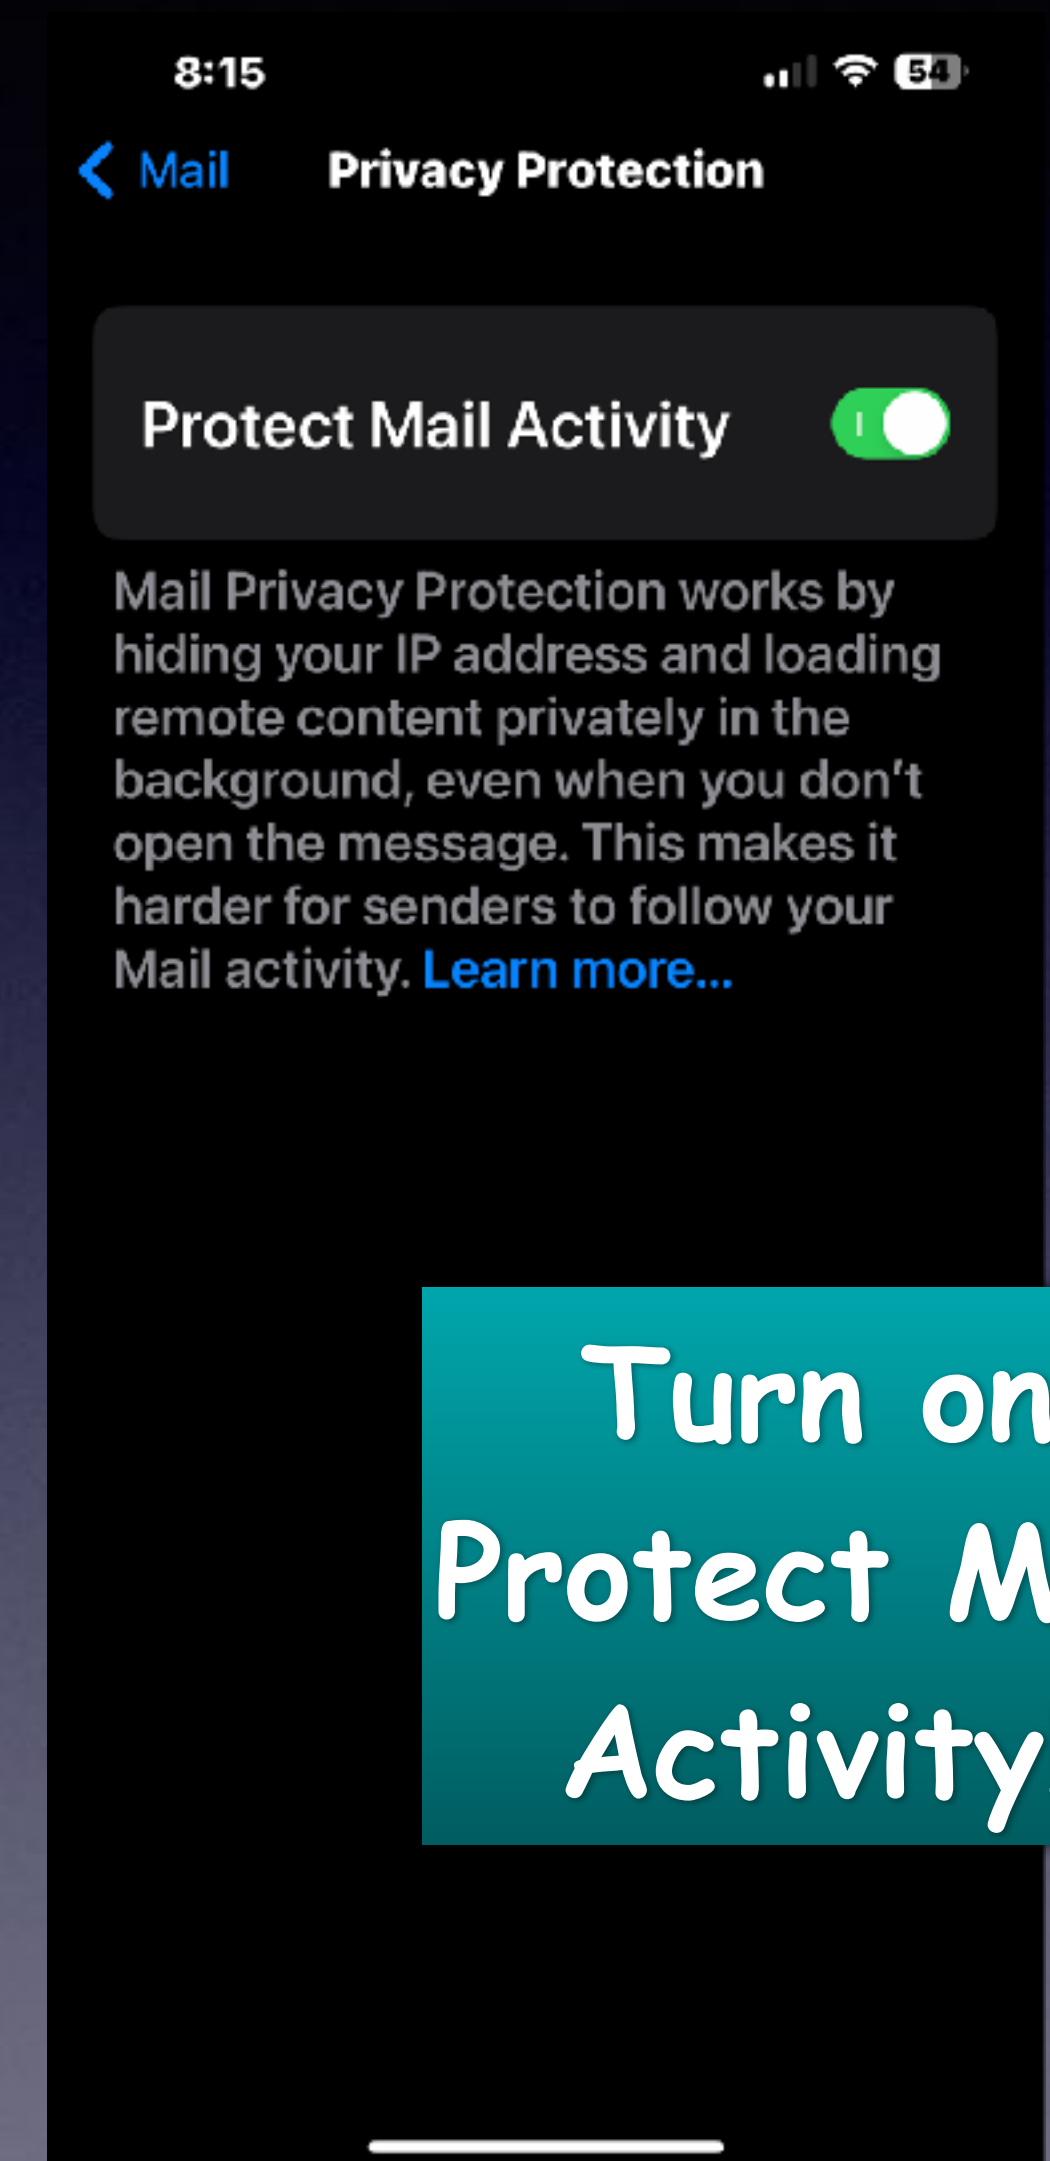 8:15 54
Mail Privacy Protection
Protect Mail Activity
Mail Privacy Protection works by
hiding your IP address and loading
remote content privately in the
background, even when you don't
open the message. This makes it
harder for senders to follow your
Mail activity. Learn more...
Turn on
Protect M
Activity